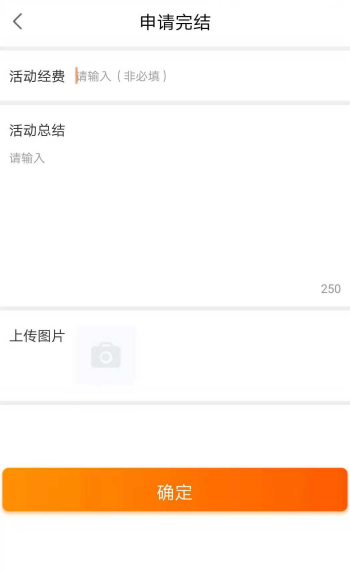 申请完结
活动经费 请输入（非必填）
活动总结
请输入
250
上传图片
确定